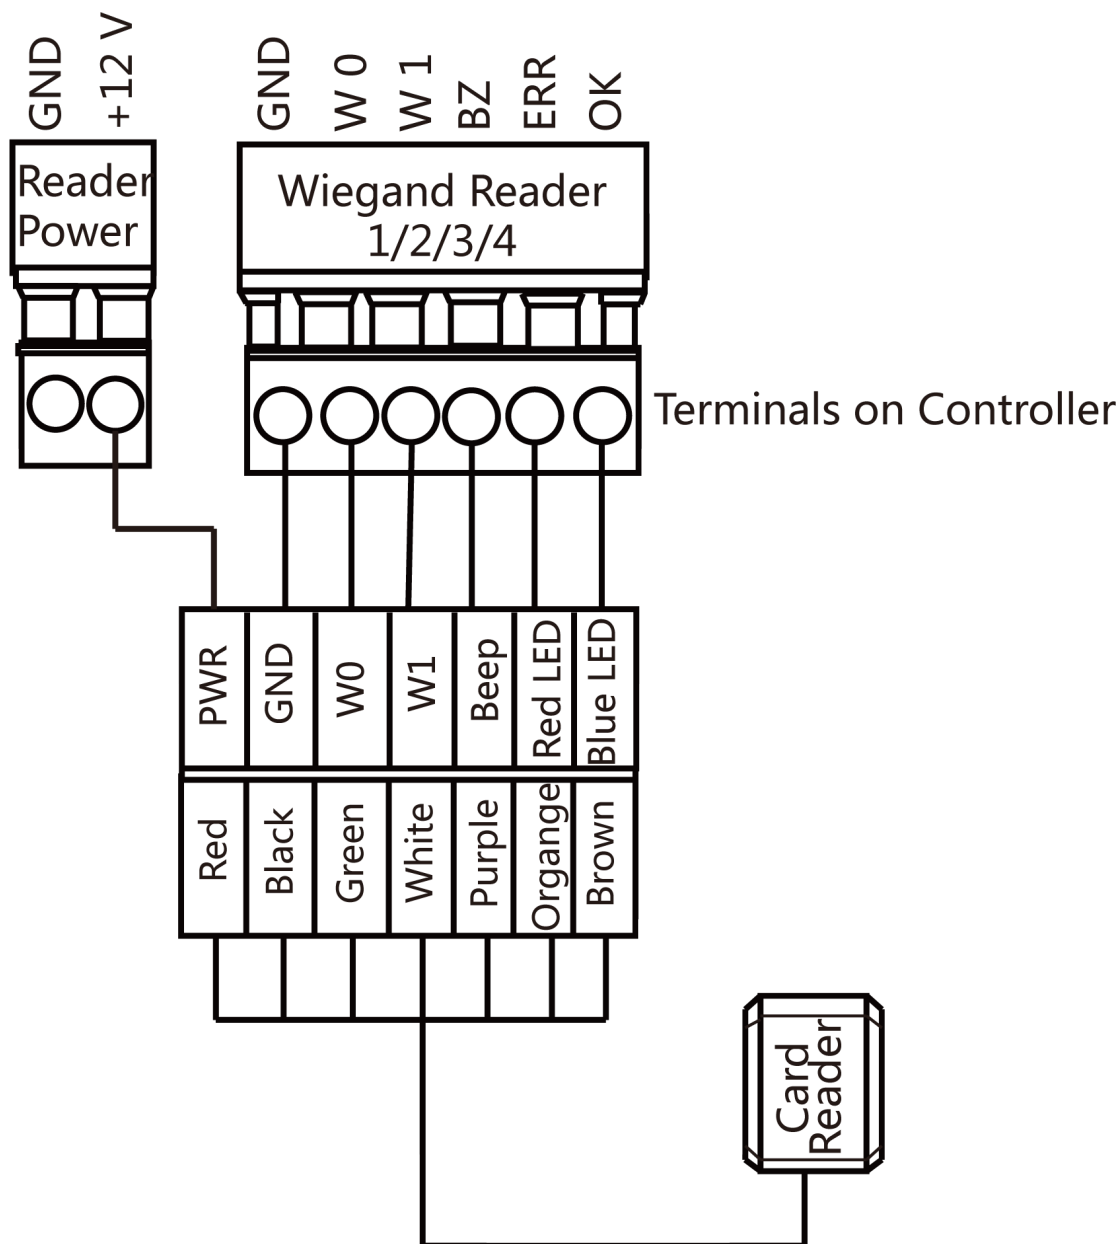 GND
+12 V
GND
W 0
W 1
BZ
ERR
OK
Reader
Power
Wiegand Reader
1/2/3/4
Terminals on Controller
PWR
GND
W0
W1
Beep
Red LED
Blue LED
Red
Black
Green
White
Purple
Organge
Brown
Card
Reader